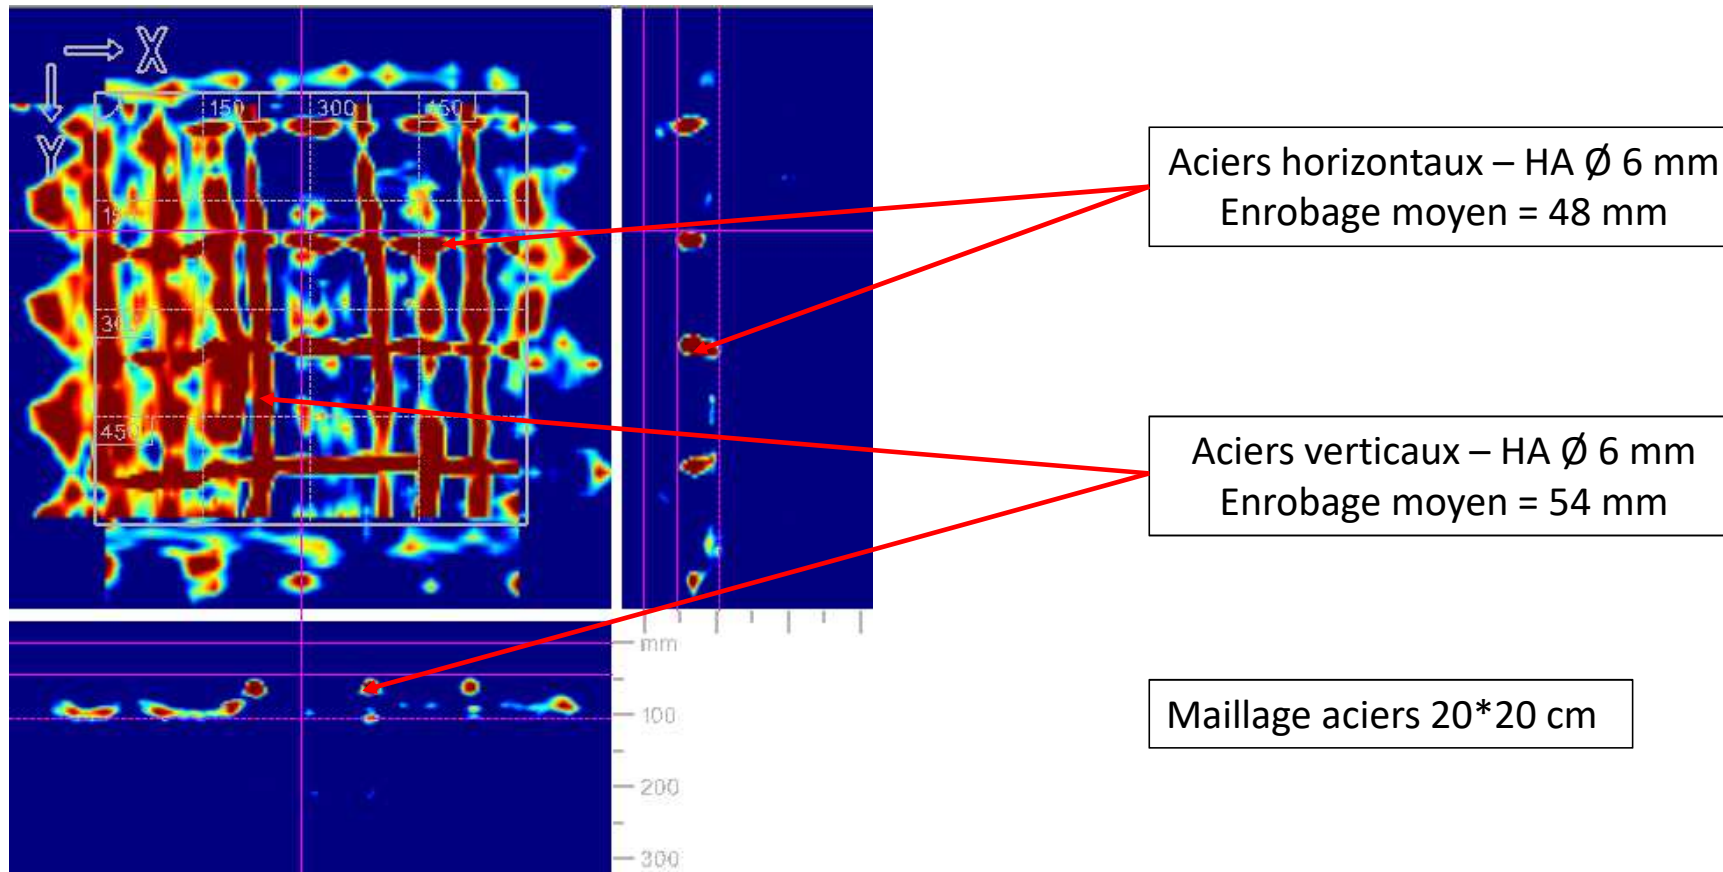 X
Y
150
300
450
150
300
450
Aciers horizontaux – HA Ø 6 mm
Enrobage moyen = 48 mm
Aciers verticaux – HA Ø 6 mm
Enrobage moyen = 54 mm
mm
100
200
300
Maillage aciers 20*20 cm